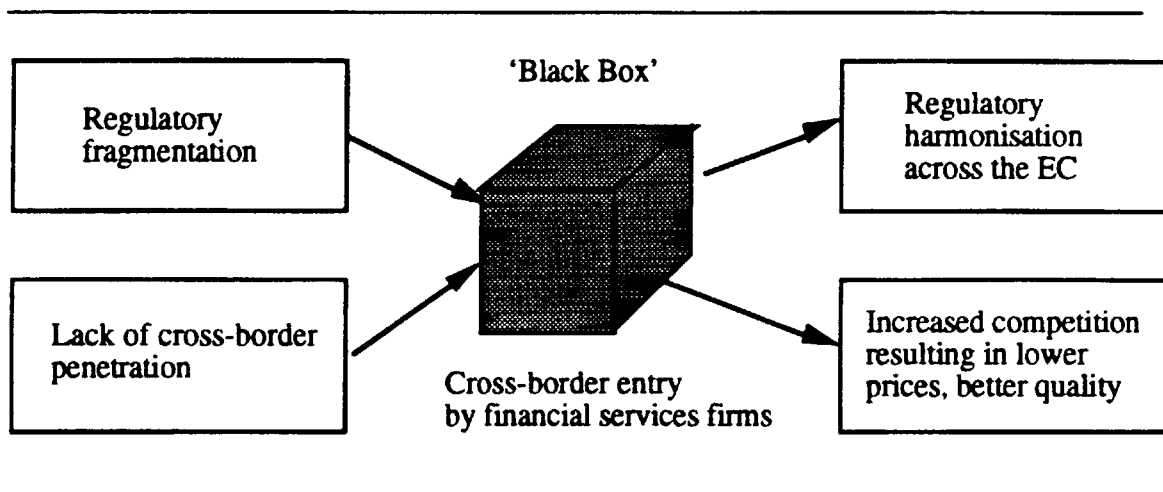 Regulatory
fragmentation
Lack of cross-border
penetration
‘Black Box’
Cross-border entry
by financial services firms
Regulatory
harmonisation
across the EC
Increased competition
resulting in lower
prices, better quality